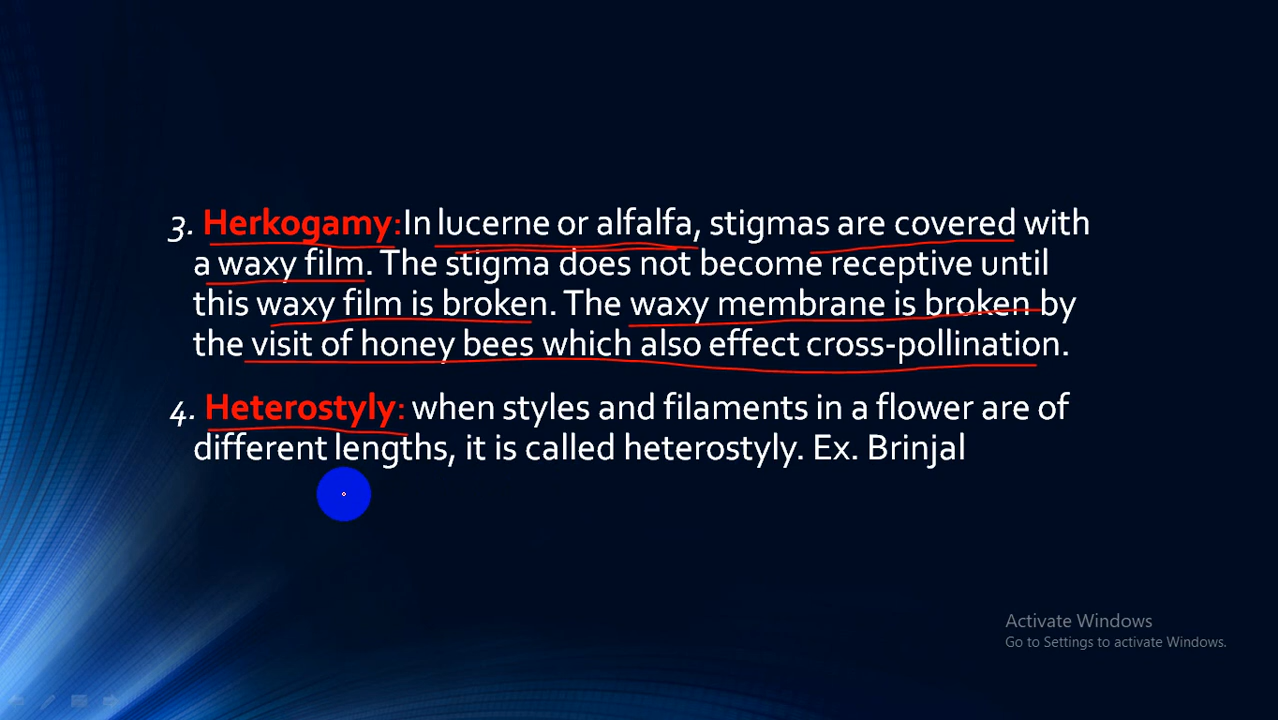 3. Herkogamy:In lucerne or alfalfa, stigmas are covered with
a waxy film. The stigma does not become receptive until
this waxy film is broken. The waxy membrane is broken by
the visit of honey bees which also effect cross-pollination.
4. Heterostyly: when styles and filaments in a flower are of
different lengths, it is called heterostyly. Ex. Brinjal
Activate Windows
Go to Settings to activate Windows.